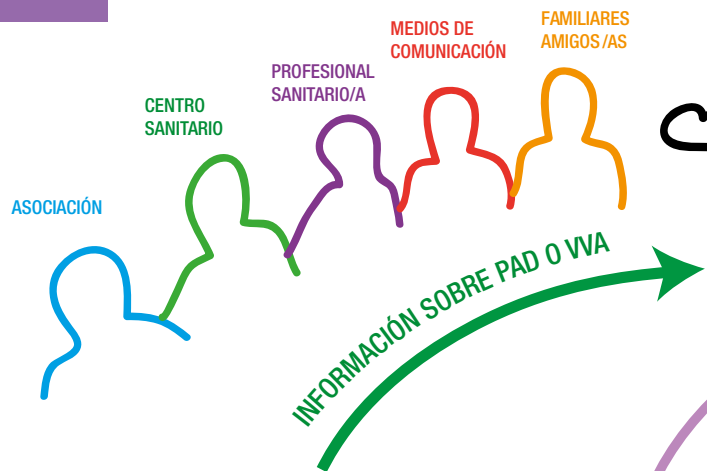 FAMILIARES
AMIGOS/AS
MEDIOS DE
COMUNICACIÓN
PROFESIONAL
SANITARIO/A
CENTRO
SANITARIO
ASOCIACIÓN
INFORMACIÓN SOBRE PAD O VVA